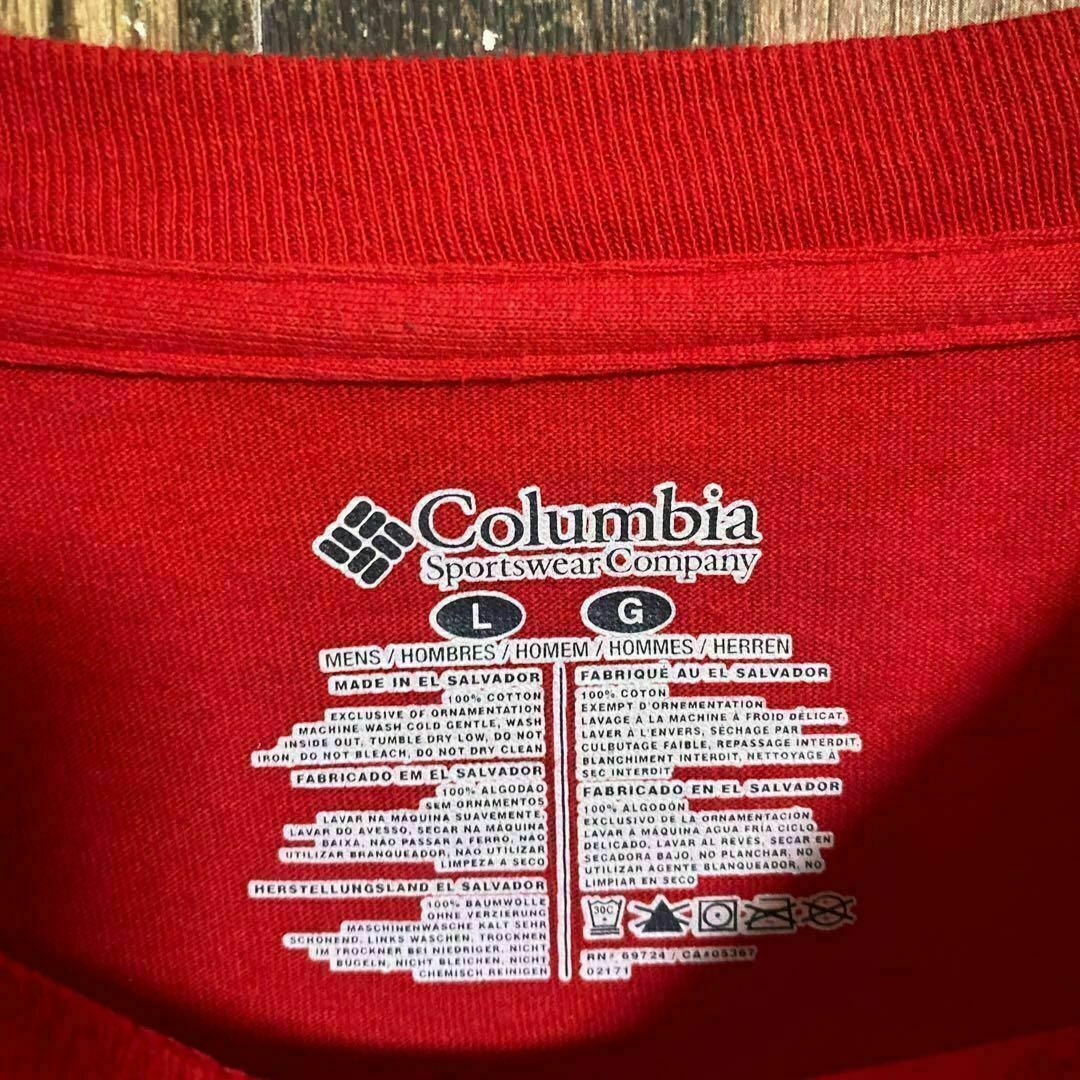 Columbia
Sportswear Company
L G
MENS / HOMBRES / HOMEM / HOMMES / HERREN
MADE IN EL SALVADOR
100% COTTON
EXCLUSIVE OF ORNAMENTATION
MACHINE WASH COLD GENTLE, WASH
INSIDE OUT, TUMBLE DRY LOW, DO NOT
IRON, DO NOT BLEACH, DO NOT DRY CLEAN
FABRICADO EM EL SALVADOR
100% ALGODÃO
SEM ORNAMENTOS
LAVAR NA MÁQUINA SUAVEMENTE
LAVAR DO AVESSO, SECAR NA MÁQUINA
BAIXA, NÃO PASSAR A FERRO, NÃO
UTILIZAR BRANQUEADOR, NÃO UTILIZAR
LIMPEZA A SECO
HERSTELLUNGSLAND EL SALVADOR
100% BAUMWOLLE
OHNE VERZIERUNG
MASCHINENWÄSCHE KALT SEHR
SCHONEND, LINKS WASCHEN, TROCKNEN
IM TROCKNER BEI NIEDRIGER, NICHT
BÜGELN, NICHT BLEICHEN, NICHT
CHEMISCH REINIGEN
FABRIQUÉ AU EL SALVADOR
100% COTON
EXEMPT D'ORNEMENTATION
LAVAGE À LA MACHINE À FROID DÉLICAT,
LAVER À L'ENVERS, SÉCHAGE PAR
CULBUTAGE FAIBLE, REPASSAGE INTERDIT,
BLANCHIMENT INTERDIT, NETTOYAGE À
SEC INTERDIT
FABRICADO EN EL SALVADOR
100% ALGODÓN
EXCLUSIVO DE LA ORNAMENTACIÓN
LAVAR A MÁQUINA AGUA FRÍA CICLO
DELICADO, LAVAR AL REVÉS, SECAR EN
SECADORA BAJO, NO PLANCHAR, NO
UTILIZAR AGENTE BLANQUEADOR, NO
LIMPIAR EN SECO
30C
RN# 69724 / CA#05367
02171